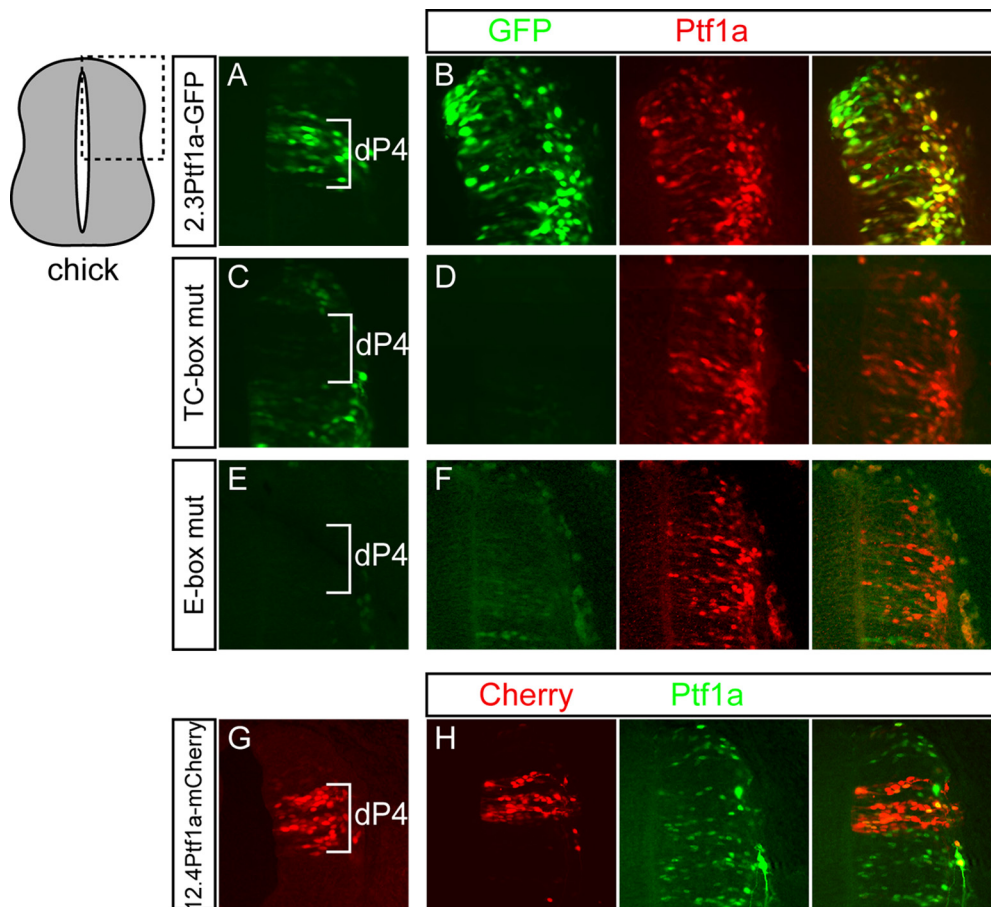 GFP Ptf1a
2.3Ptf1a-GFP
A
dP4
B
chick
TC-box mut
C
dP4
D
E-box mut
E
dP4
F
Cherry Ptf1a
12.4Ptf1a-mCherry
G
dP4
H